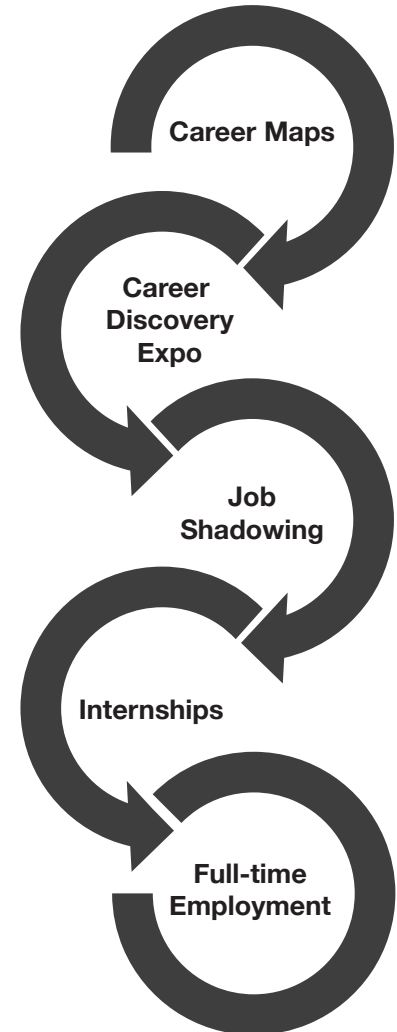 Career Maps
Career
Discovery
Expo
Job
Shadowing
Internships
Full-time
Employment